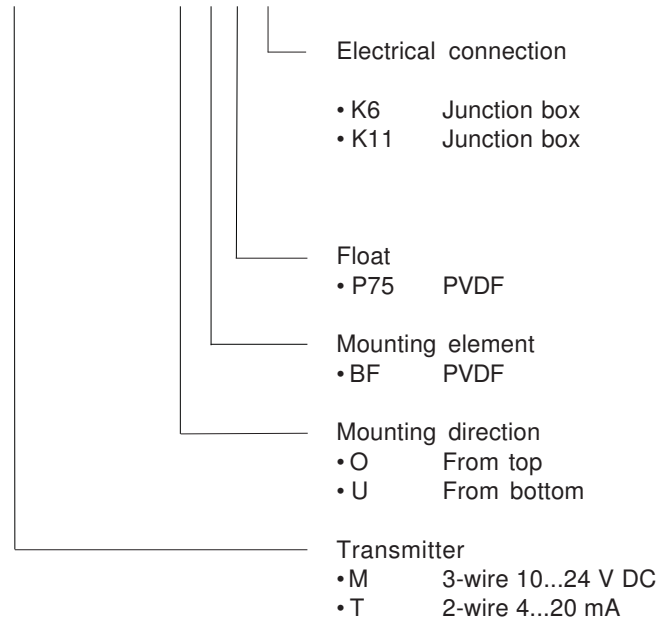 Electrical connection
• K6 Junction box
• K11 Junction box
Float
• P75 PVDF
Mounting element
• BF PVDF
Mounting direction
• O From top
• U From bottom
Transmitter
• M 3-wire 10...24 V DC
• T 2-wire 4...20 mA